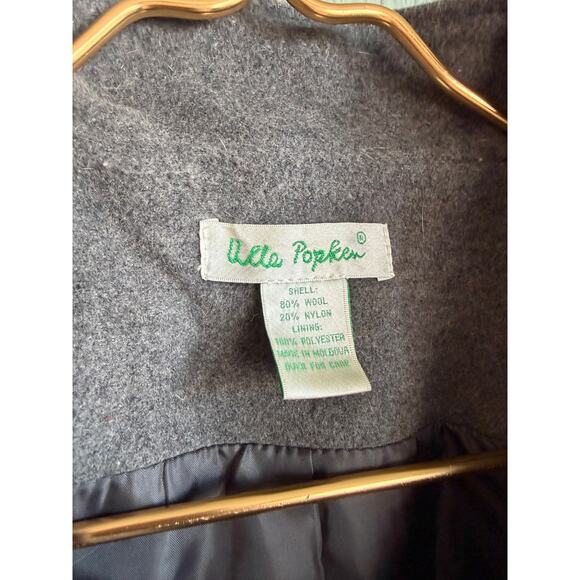 Ulla Popken®
SHELL:
80% WOOL
20% NYLON
LINING:
100% POLYESTER
MADE IN MOLDOVA
OVER FOR CARE